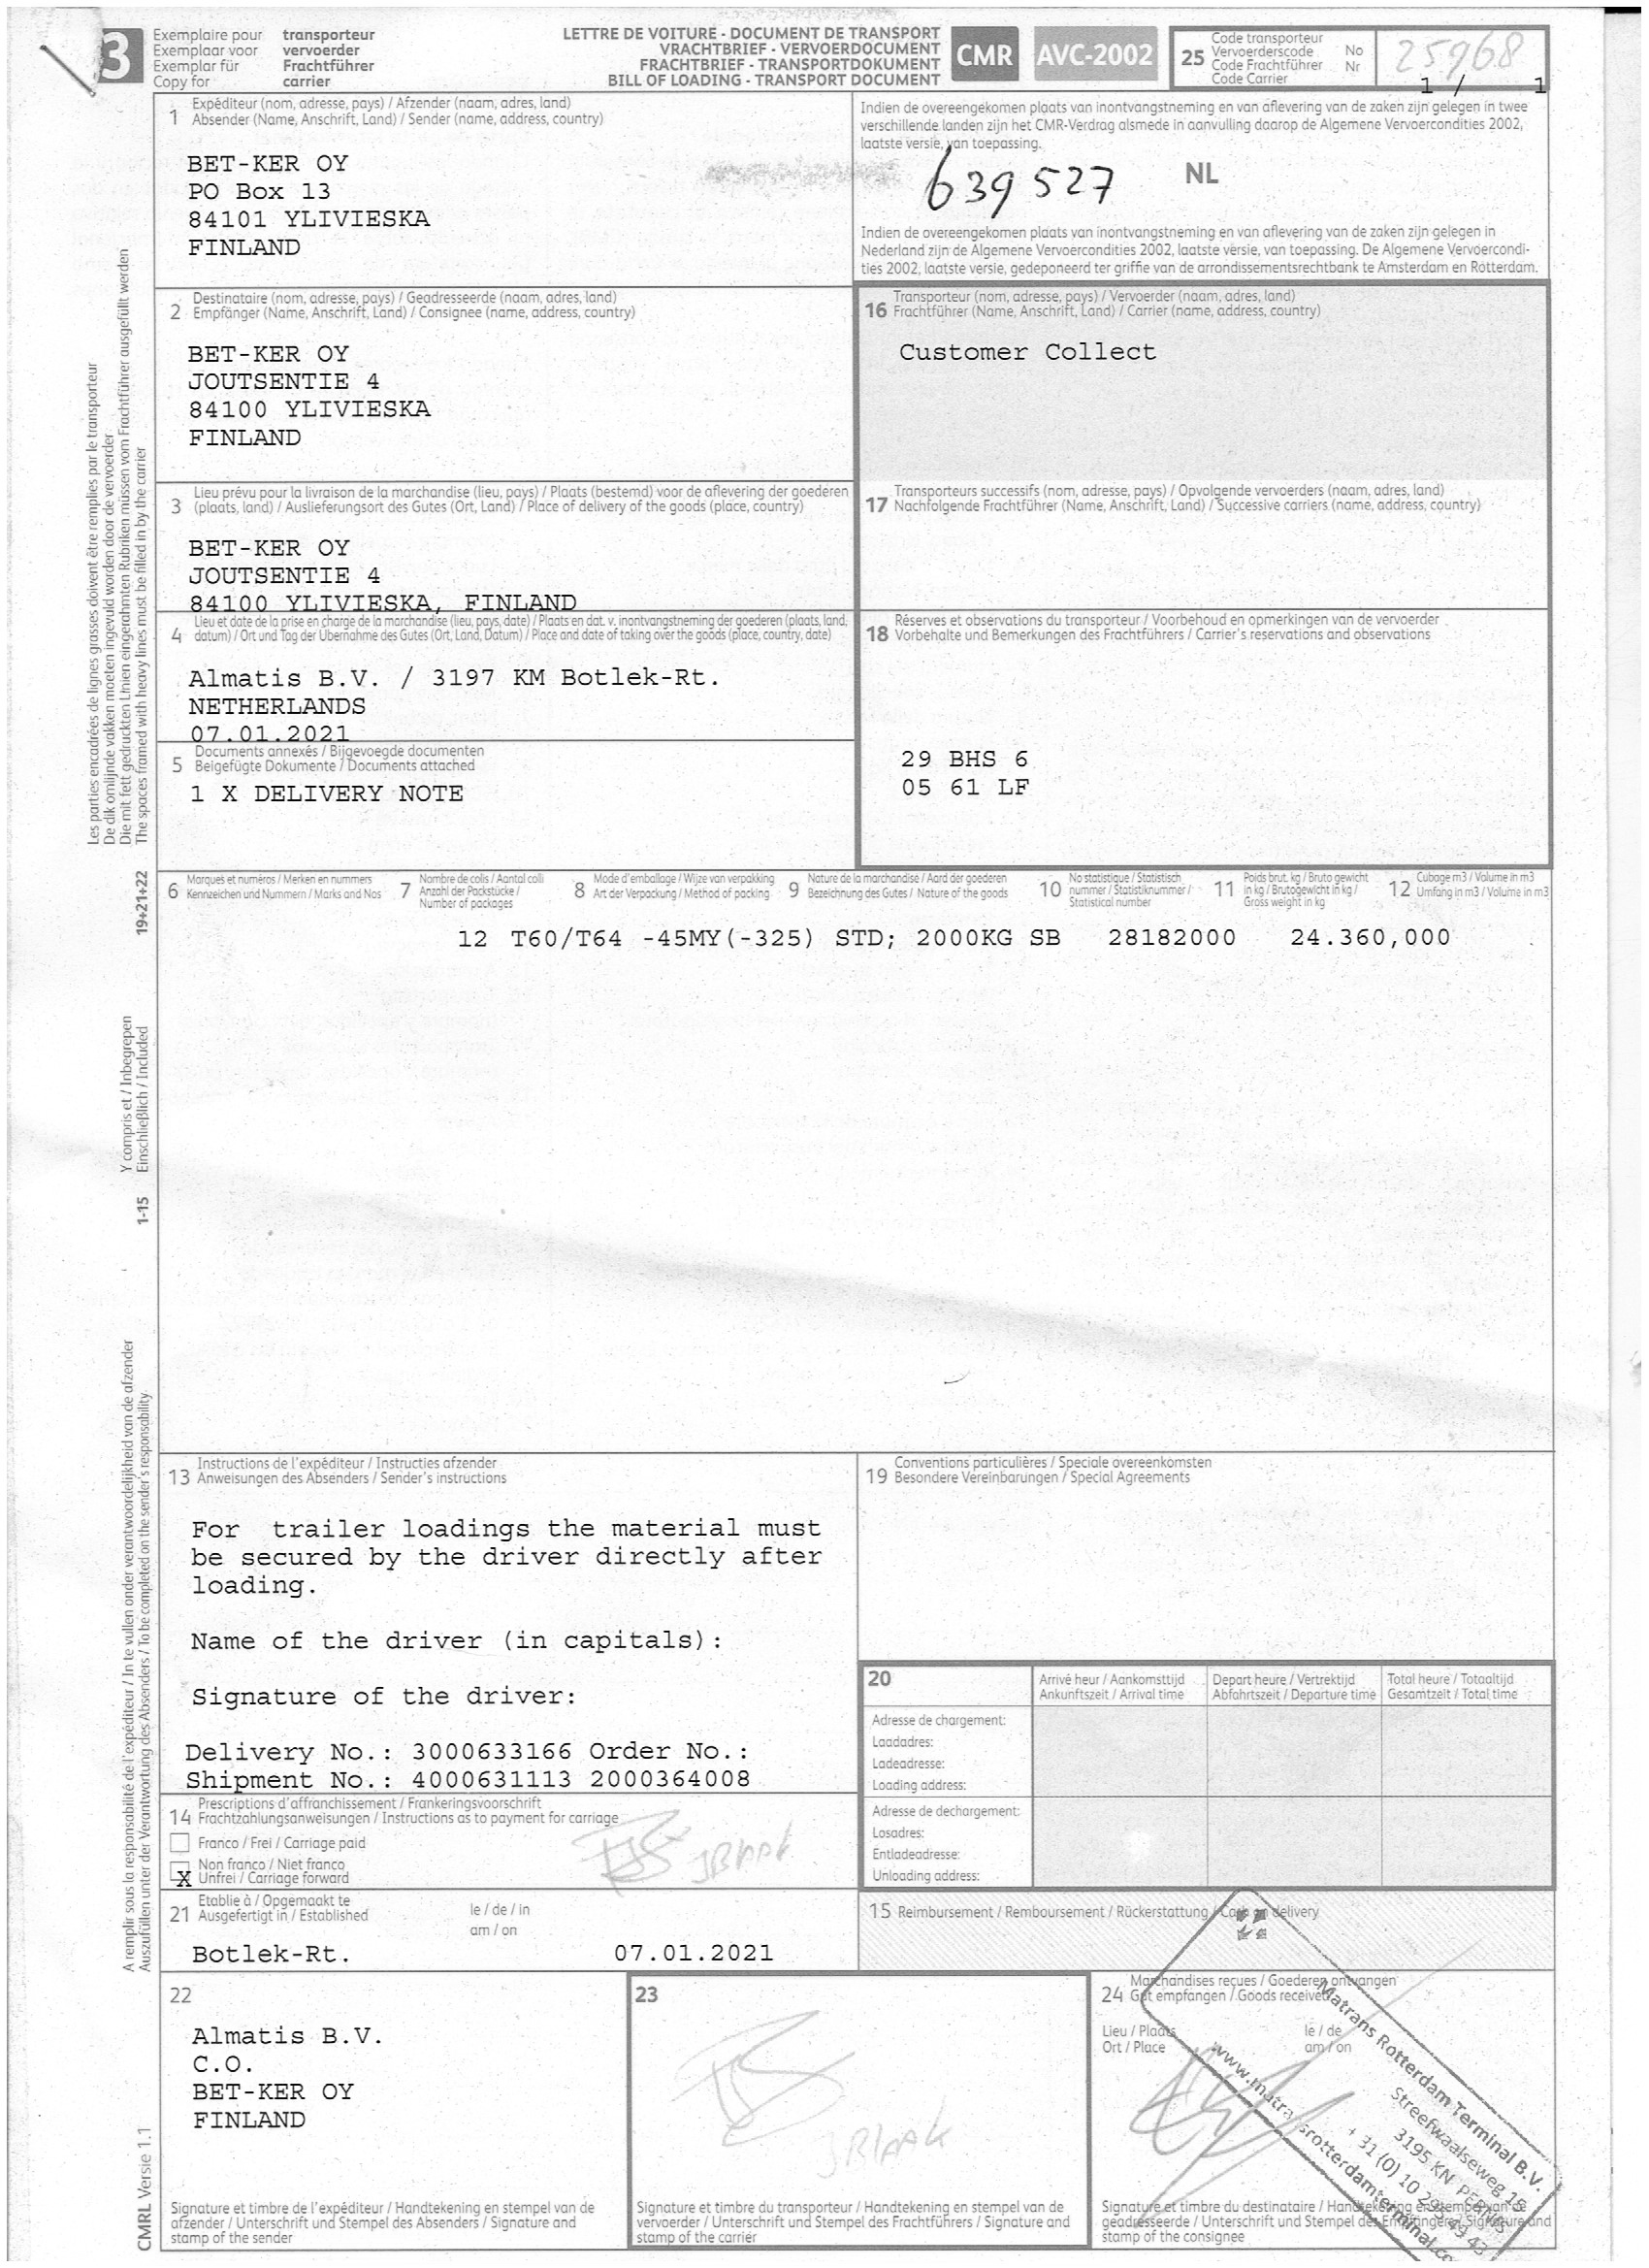 3
Exemplaire pour transporteur
Exemplaar voor vervoerder
Exemplar für Frachtführer
Copy for carrier
LETTRE DE VOITURE - DOCUMENT DE TRANSPORT
VRACHTBRIEF - VERVOERDOCUMENT
FRACHTBRIEF - TRANSPORTDOKUMENT
BILL OF LOADING - TRANSPORT DOCUMENT
CMR AVC-2002
25 Code transporteur
Vervoerderscode No
Code Frachtführer Nr
Code Carrier
25968
1 / 1
1 Expéditeur (nom, adresse, pays) / Afzender (naam, adres, land)
Absender (Name, Anschrift, Land) / Sender (name, address, country)
BET-KER OY
PO Box 13
84101 YLIVIESKA
FINLAND
Indien de overeengekomen plaats van inontvangstneming en van aflevering van de zaken zijn gelegen in twee
verschillende landen zijn het CMR-Verdrag alsmede in aanvulling daarop de Algemene Vervoercondities 2002,
laatste versie, van toepassing.
639527 NL
Indien de overeengekomen plaats van inontvangstneming en van aflevering van de zaken zijn gelegen in
Nederland zijn de Algemene Vervoercondities 2002, laatste versie, van toepassing. De Algemene Vervoercondi-
ties 2002, laatste versie, gedeponeerd ter griffie van de arrondissementsrechtbank te Amsterdam en Rotterdam.
2 Destinataire (nom, adresse, pays) / Geadresseerde (naam, adres, land)
Empfänger (Name, Anschrift, Land) / Consignee (name, address, country)
BET-KER OY
JOUTSENTIE 4
84100 YLIVIESKA
FINLAND
16 Transporteur (nom, adresse, pays) / Vervoerder (naam, adres, land)
Frachtführer (Name, Anschrift, Land) / Carrier (name, address, country)
Customer Collect
3 Lieu prévu pour la livraison de la marchandise (lieu, pays) / Plaats (bestemd) voor de aflevering der goederen
(plaats, land) / Auslieferungsort des Gutes (Ort, Land) / Place of delivery of the goods (place, country)
BET-KER OY
JOUTSENTIE 4
84100 YLIVIESKA, FINLAND
17 Transporteurs successifs (nom, adresse, pays) / Opvolgende vervoerders (naam, adres, land)
Nachfolgende Frachtführer (Name, Anschrift, Land) / Successive carriers (name, address, country)
4 Lieu et date de la prise en charge de la marchandise (lieu, pays, date) / Plaats en dat. v. inontvangstneming der goederen (plaats, land,
datum) / Ort und Tag der Übernahme des Gutes (Ort, Land, Datum) / Place and date of taking over the goods (place, country, date)
Almatis B.V. / 3197 KM Botlek-Rt.
NETHERLANDS
07.01.2021
18 Réserves et observations du transporteur / Voorbehoud en opmerkingen van de vervoerder
Vorbehalte und Bemerkungen des Frachtführers / Carrier's reservations and observations
29 BHS 6
05 61 LF
5 Documents annexés / Bijgevoegde documenten
Beigefügte Dokumente / Documents attached
1 X DELIVERY NOTE
6 Marques et numéros / Merken en nummers
Kennzeichen und Nummern / Marks and Nos
7 Nombre de colis / Aantal colli
Anzahl der Packstücke /
Number of packages
8 Mode d'emballage / Wijze van verpakking
Art der Verpackung / Method of packing
9 Nature de la marchandise / Aard der goederen
Bezeichnung des Gutes / Nature of the goods
10 No statistique / Statistisch
nummer / Statistiknummer /
Statistical number
11 Poids brut. kg / Bruto gewicht
in kg / Brutogewicht in kg /
Gross weight in kg
12 Cubage m3 / Volume in m3
Umfang in m3 / Volume in m3
12 T60/T64 -45MY(-325) STD; 2000KG SB 28182000 24.360,000
13 Instructions de l'expéditeur / Instructies afzender
Anweisungen des Absenders / Sender's instructions
For trailer loadings the material must
be secured by the driver directly after
loading.
Name of the driver (in capitals):
Signature of the driver:
Delivery No.: 3000633166 Order No.:
Shipment No.: 4000631113 2000364008
19 Conventions particulières / Speciale overeenkomsten
Besondere Vereinbarungen / Special Agreements
20
Arrivé heur / Aankomsttijd
Ankunftszeit / Arrival time
Depart heure / Vertrektijd
Abfahrtszeit / Departure time
Total heure / Totaaltijd
Gesamtzeit / Total time
Adresse de chargement:
Laadadres:
Ladeadresse:
Loading address:
Adresse de dechargement:
Losadres:
Entladeadresse:
Unloading address:
14 Prescriptions d'affranchissement / Frankeringsvoorschrift
Frachtzahlungsanweisungen / Instructions as to payment for carriage
Franco / Frei / Carriage paid
X Non franco / Niet franco
Unfrei / Carriage forward
21 Etablie à / Opgemaakt te
Ausgefertigt in / Established
le / de / in
am / on
Botlek-Rt. 07.01.2021
15 Reimbursement / Remboursement / Rückerstattung / Cash on delivery
22
Almatis B.V.
C.O.
BET-KER OY
FINLAND
Signature et timbre de l'expéditeur / Handtekening en stempel van de
afzender / Unterschrift und Stempel des Absenders / Signature and
stamp of the sender
23
Signature et timbre du transporteur / Handtekening en stempel van de
vervoerder / Unterschrift und Stempel des Frachtführers / Signature and
stamp of the carrier
24 Marchandises reçues / Goederen ontvangen
Gut empfangen / Goods received
Lieu / Plaats
Ort / Place
le / de
am / on
Signature et timbre du destinataire / Handtekening en stempel van de
geadresseerde / Unterschrift und Stempel des Empfängers / Signature and
stamp of the consignee
Matrans Rotterdam Terminal B.V.
Streefwaalseweg
3195 KN PERNIS
+ 31 (0) 10
www.matransrotterdamterminal.co
Les parties encadrées de lignes grasses doivent être remplies par le transporteur
De dik omlijnde vakken moeten ingevuld worden door de vervoerder
Die mit fett gedruckten Linien eingerahmten Rubriken müssen vom Frachtführer ausgefüllt werden
The spaces framed with heavy lines must be filled in by the carrier
19+21+22
Y compris et / Inbegrepen
Einschließlich / Included
1-15
A remplir sous la responsabilité de l'expéditeur / In te vullen onder verantwoordelijkheid van de afzender
Auszufüllen unter der Verantwortung des Absenders / To be completed on the sender's responsability.
CMRL Versie 1.1